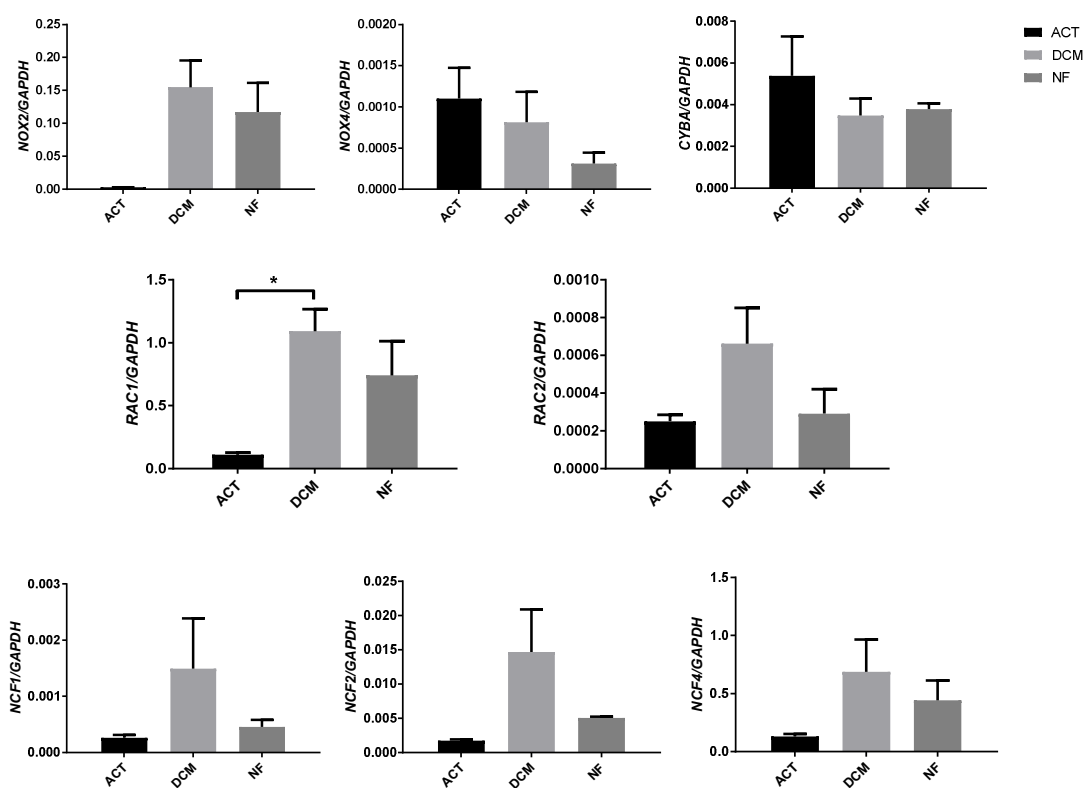 NOX2/GAPDH
0.25
0.20
0.15
0.10
0.05
0.00
ACT
DCM
NF
NOX4/GAPDH
0.0020
0.0015
0.0010
0.0005
0.0000
ACT
DCM
NF
CYBA/GAPDH
0.008
0.006
0.004
0.002
0.000
ACT
DCM
NF
ACT
DCM
NF
RAC1/GAPDH
1.5
1.0
0.5
0.0
*
ACT
DCM
NF
RAC2/GAPDH
0.0010
0.0008
0.0006
0.0004
0.0002
0.0000
ACT
DCM
NF
NCF1/GAPDH
0.003
0.002
0.001
0.000
ACT
DCM
NF
NCF2/GAPDH
0.025
0.020
0.015
0.010
0.005
0.000
ACT
DCM
NF
NCF4/GAPDH
1.5
1.0
0.5
0.0
ACT
DCM
NF